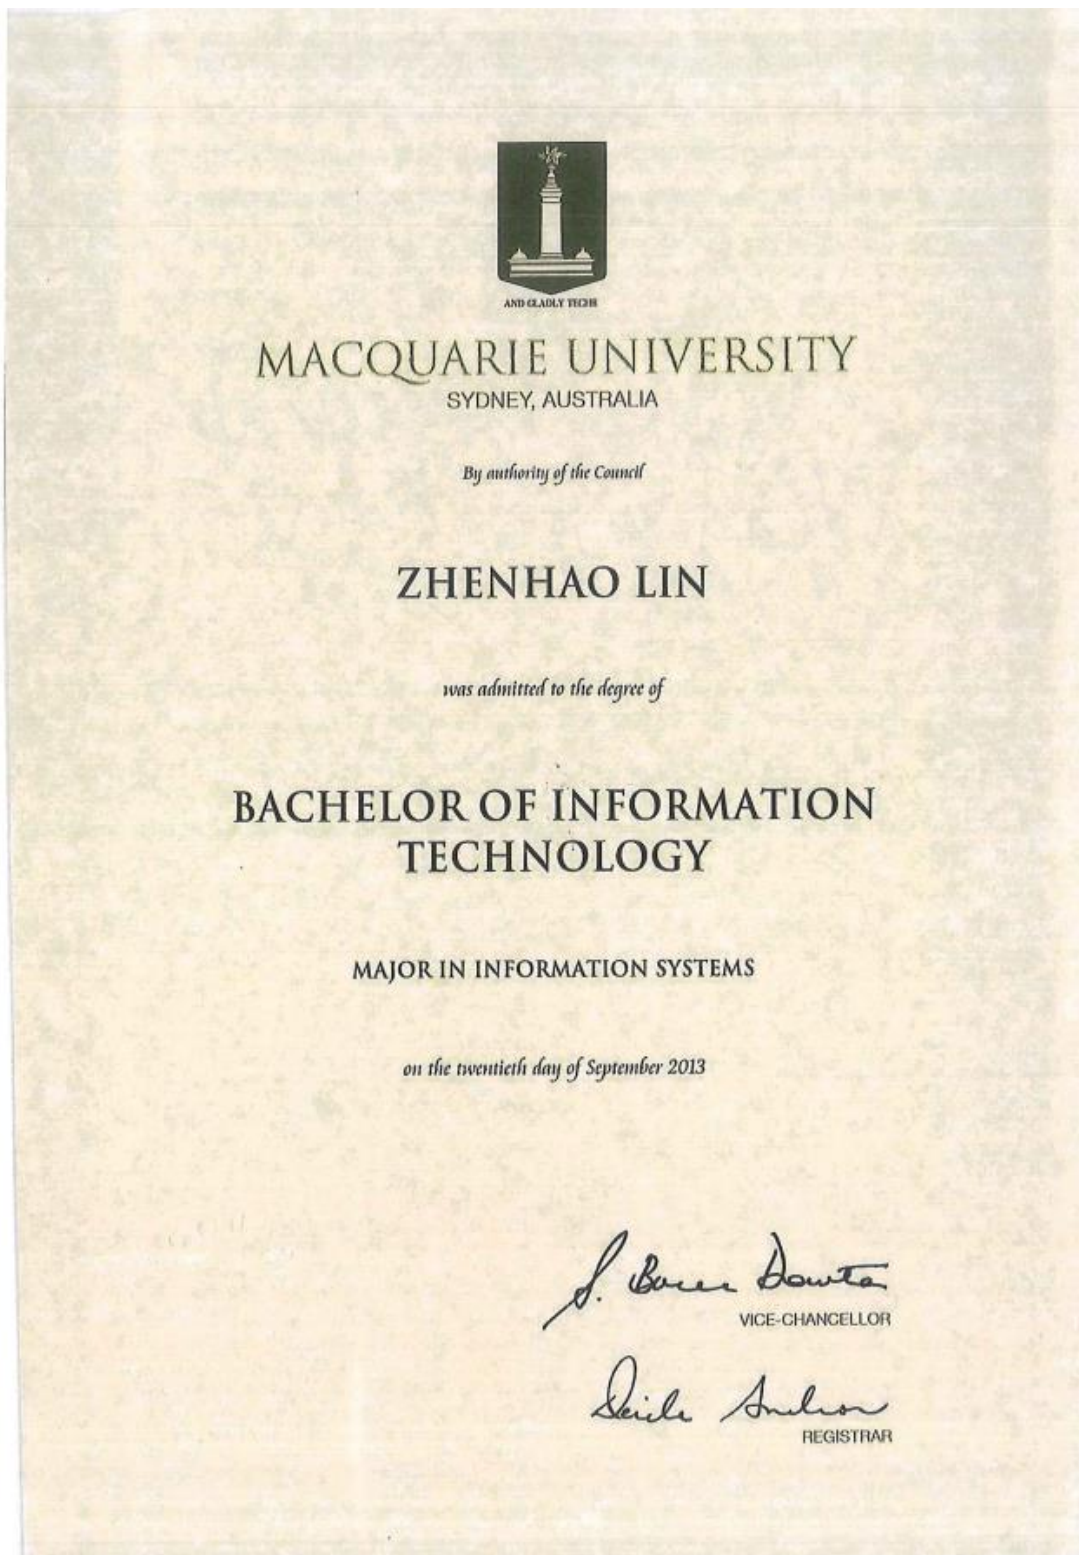 AND GLADLY TECHE
MACQUARIE UNIVERSITY
SYDNEY, AUSTRALIA
By authority of the Council
ZHENHAO LIN
was admitted to the degree of
BACHELOR OF INFORMATION
TECHNOLOGY
MAJOR IN INFORMATION SYSTEMS
on the twentieth day of September 2013
S.
VICE-CHANCELLOR
REGISTRAR